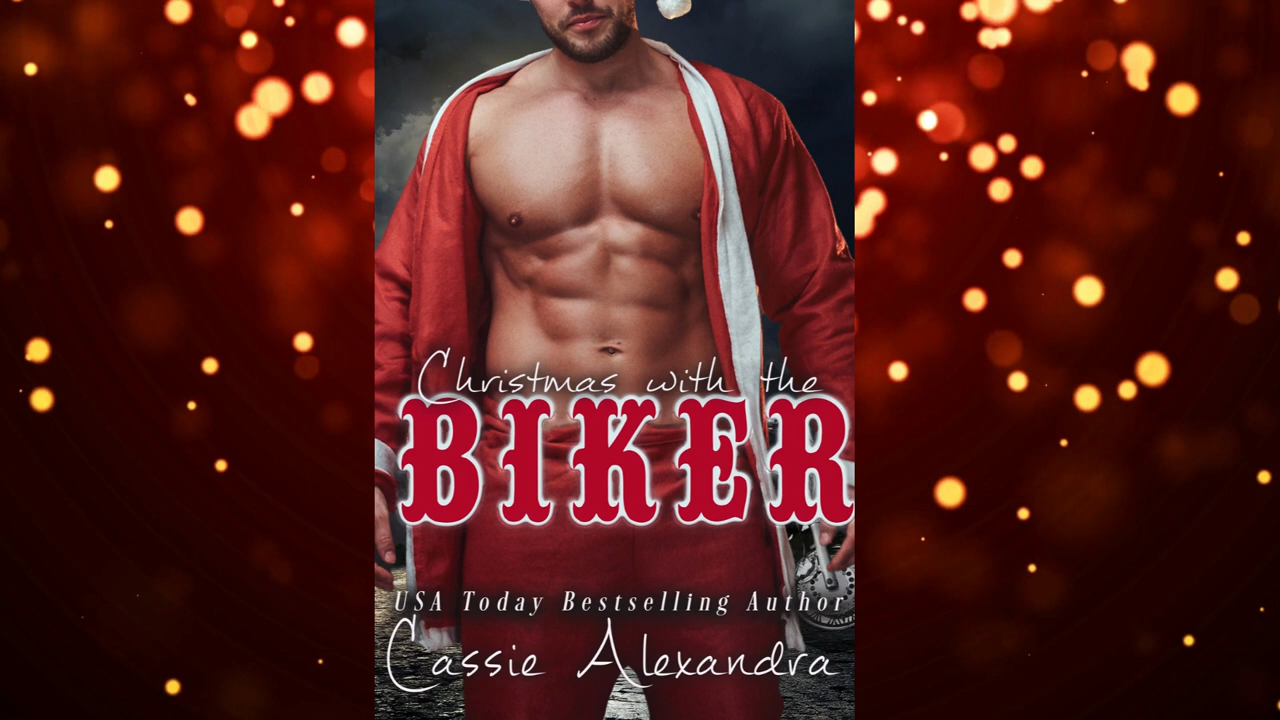 Christmas with the
BIKER
USA Today Bestselling Author
Cassie Alexandra